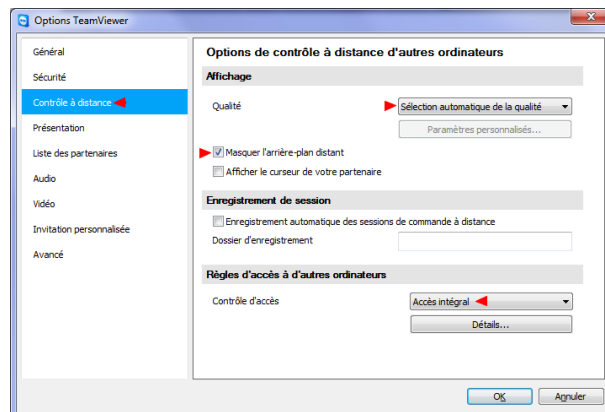 Options TeamViewer
Général
Sécurité
Contrôle à distance
Présentation
Liste des partenaires
Audio
Vidéo
Invitation personnalisée
Avancé
Options de contrôle à distance d'autres ordinateurs
Affichage
Qualité
Sélection automatique de la qualité
Paramètres personnalisés...
Masquer l'arrière-plan distant
Afficher le curseur de votre partenaire
Enregistrement de session
Enregistrement automatique des sessions de commande à distance
Dossier d'enregistrement
Règles d'accès à d'autres ordinateurs
Contrôle d'accès
Accès intégral
Détails...
OK
Annuler